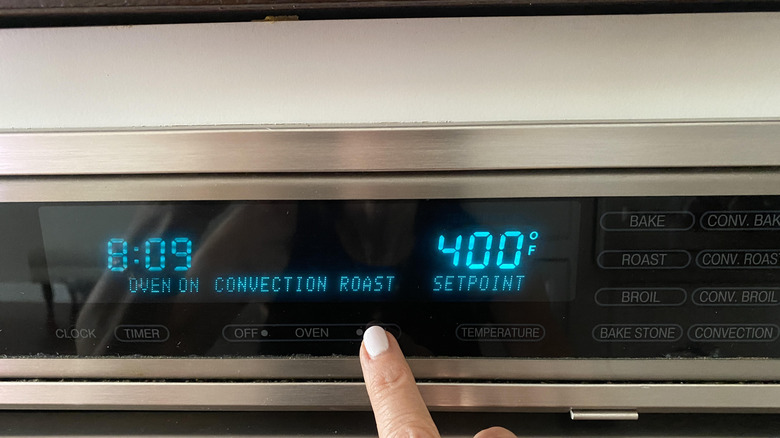 8:09 400°F
OVEN ON CONVECTION ROAST SETPOINT
CLOCK TIMER OFF OVEN TEMPERATURE
BAKE CONV. BAK
ROAST CONV. ROAST
BROIL CONV. BROIL
BAKE STONE CONVECTION